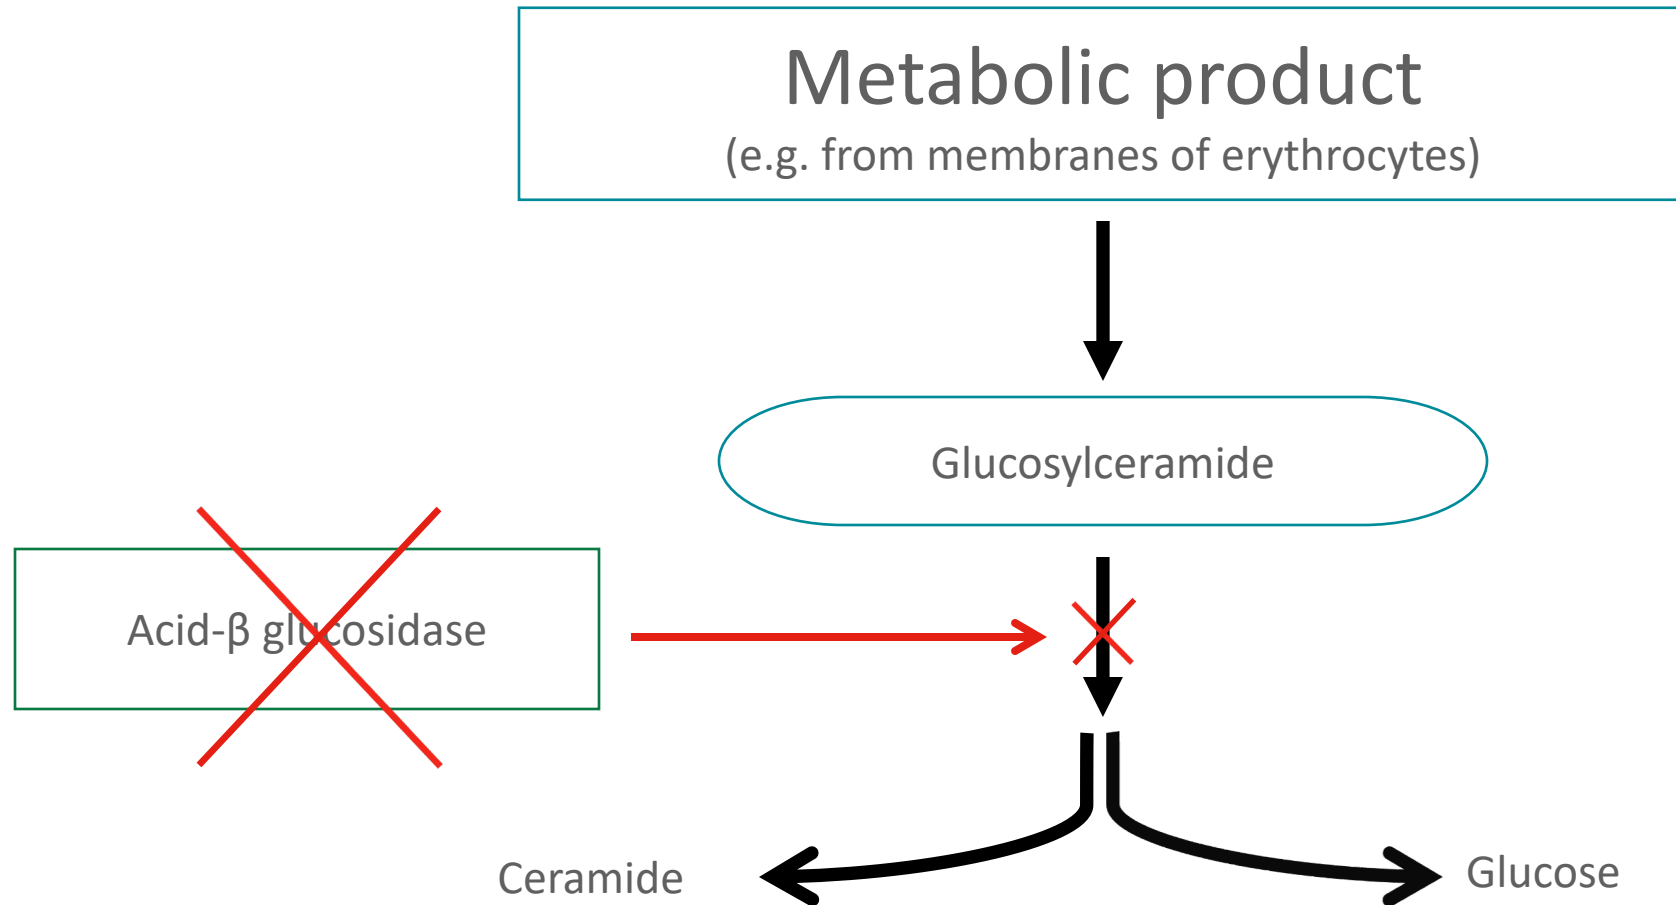 Metabolic product
(e.g. from membranes of erythrocytes)
Glucosylceramide
Acid-β glucosidase
Ceramide
Glucose